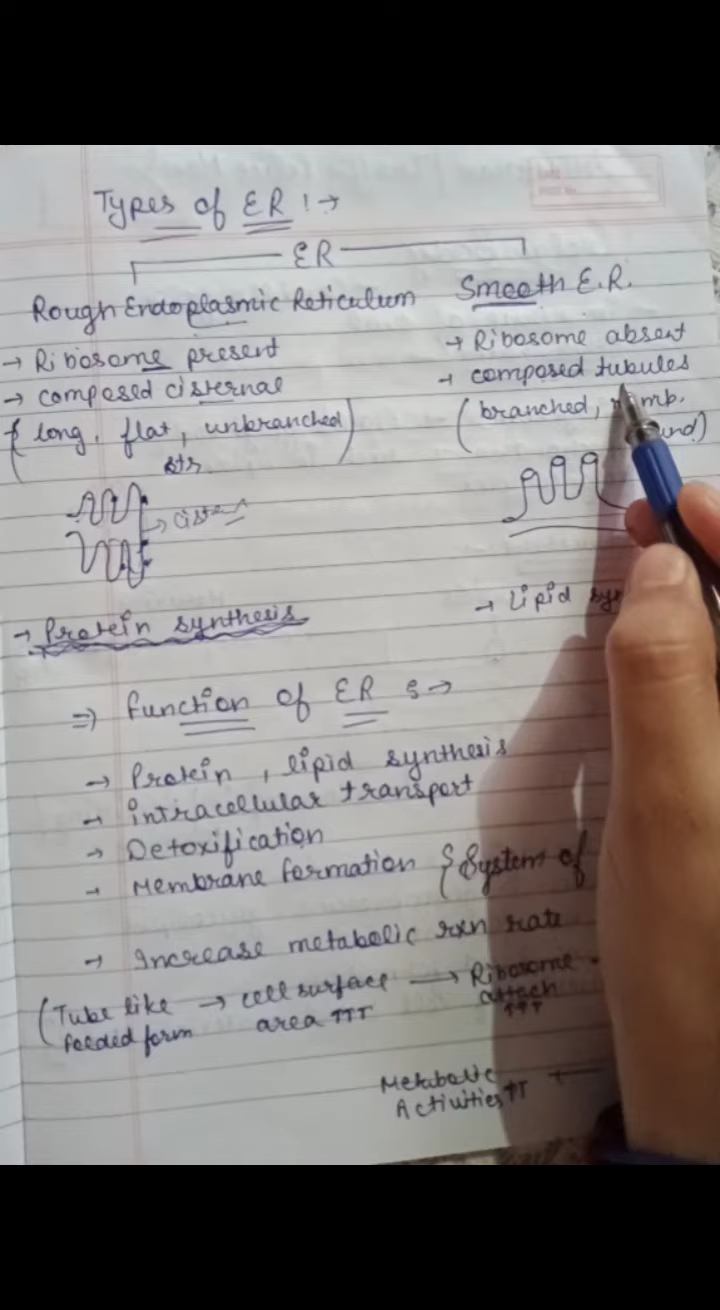 Types of ER :→
ER
Rough Endoplasmic Reticulum
→ Ribosome present
→ composed cisternal
( long, flat, unbranched )
str.
→ Cister
→ Protein synthesis
Smooth E.R.
→ Ribosome absent
→ composed tubules
( branched,
→ Lipid
⇒ Function of ER :→
→ Protein, lipid synthesis
→ intracellular transport
→ Detoxification
→ Membrane formation { System of
→ Increase metabolic rxn rate
( Tube like → cell surface → Ribosome
folded form area ↑↑↑ attach
↑↑↑
Metabolic ←
Activities ↑↑